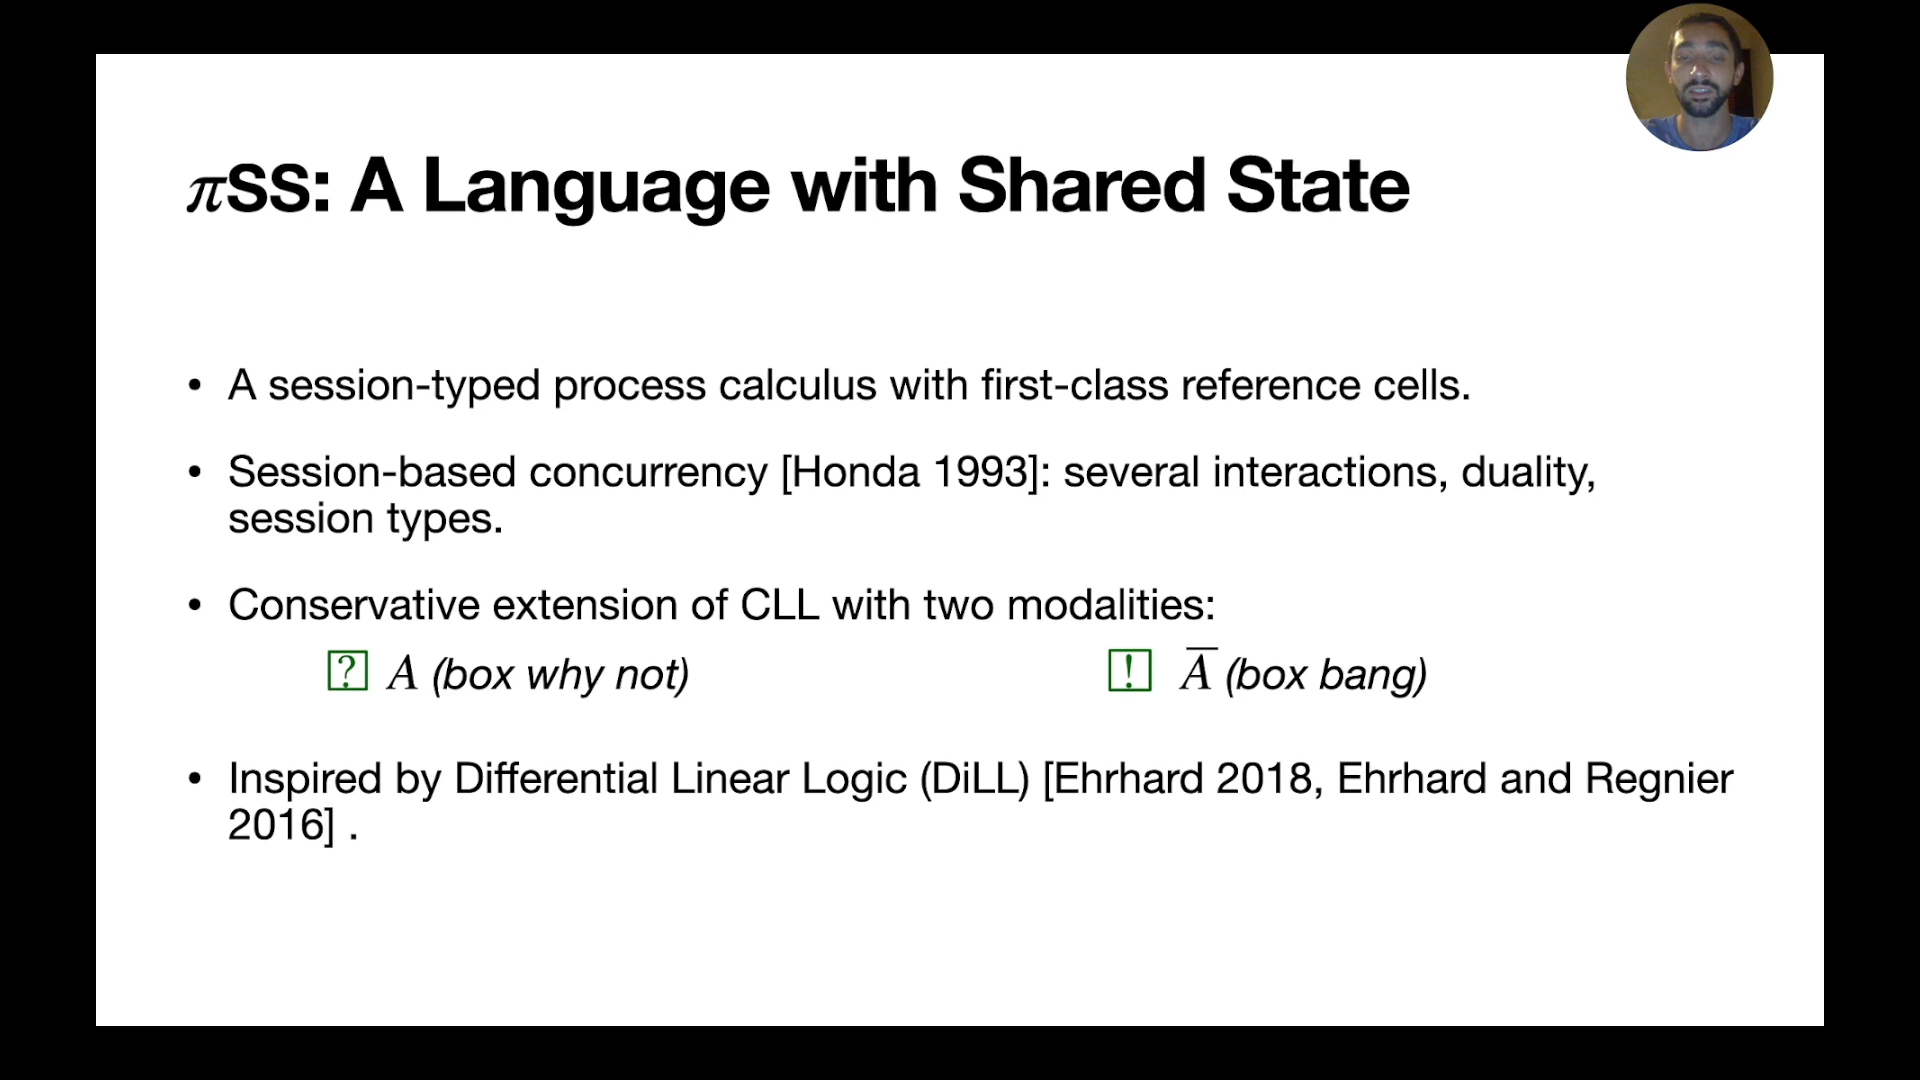 πSS: A Language with Shared State
• A session-typed process calculus with first-class reference cells.
• Session-based concurrency [Honda 1993]: several interactions, duality,
session types.
• Conservative extension of CLL with two modalities:
? A (box why not) ! A̅ (box bang)
• Inspired by Differential Linear Logic (DiLL) [Ehrhard 2018, Ehrhard and Regnier
2016] .